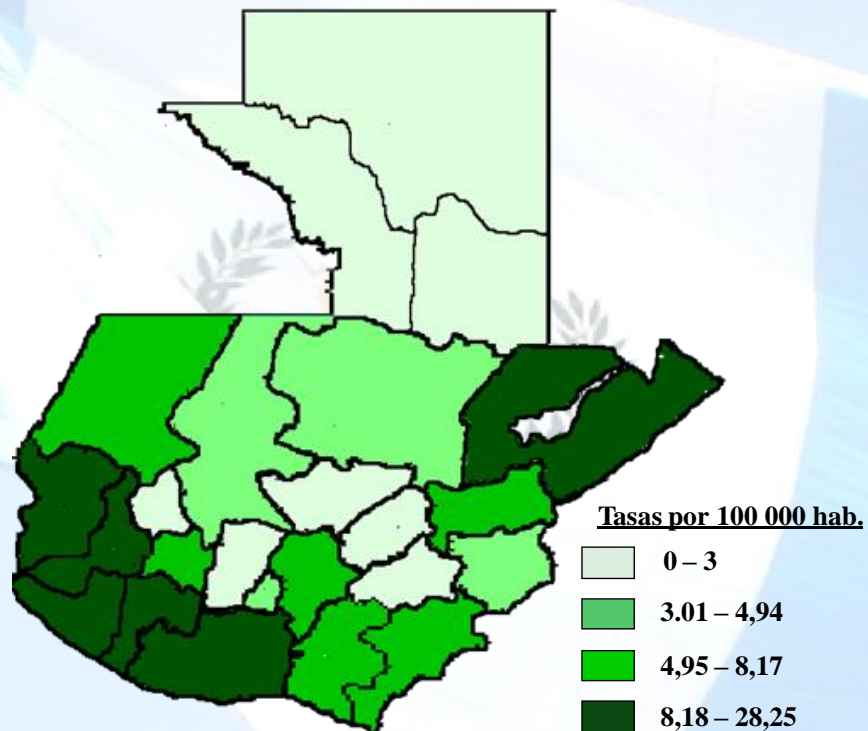 Tasas por 100 000 hab.
0 – 3
3.01 – 4,94
4,95 – 8,17
8,18 – 28,25